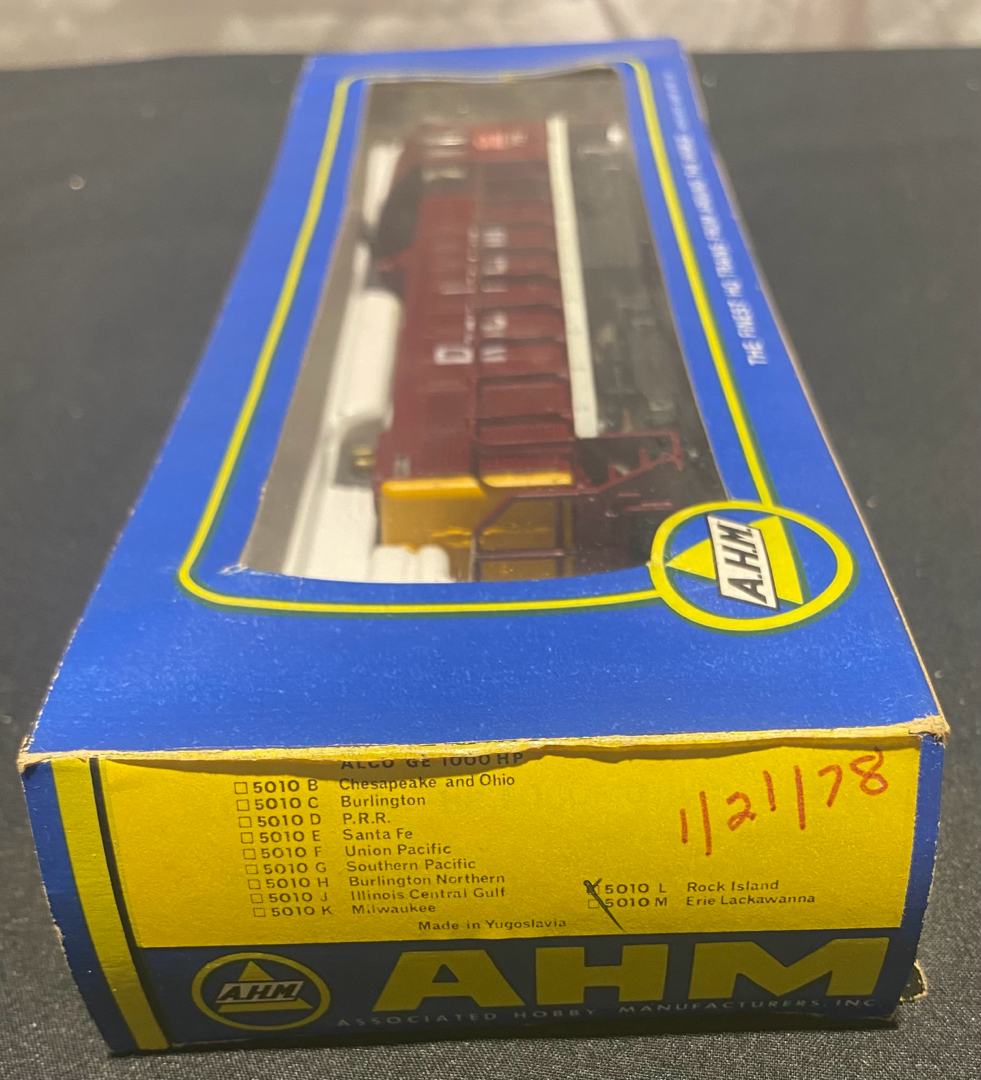 THE FINEST HO TRAINS FROM AROUND THE WORLD
A.H.M.
ALCO GE 1000 HP
5010 B Chesapeake and Ohio
5010 C Burlington
5010 D P.R.R.
5010 E Santa Fe
5010 F Union Pacific
5010 G Southern Pacific
5010 H Burlington Northern
5010 J Illinois Central Gulf
5010 K Milwaukee
1/21/78
5010 L Rock Island
5010 M Erie Lackawanna
Made in Yugoslavia
A.H.M.
AHM
ASSOCIATED HOBBY MANUFACTURERS, INC.